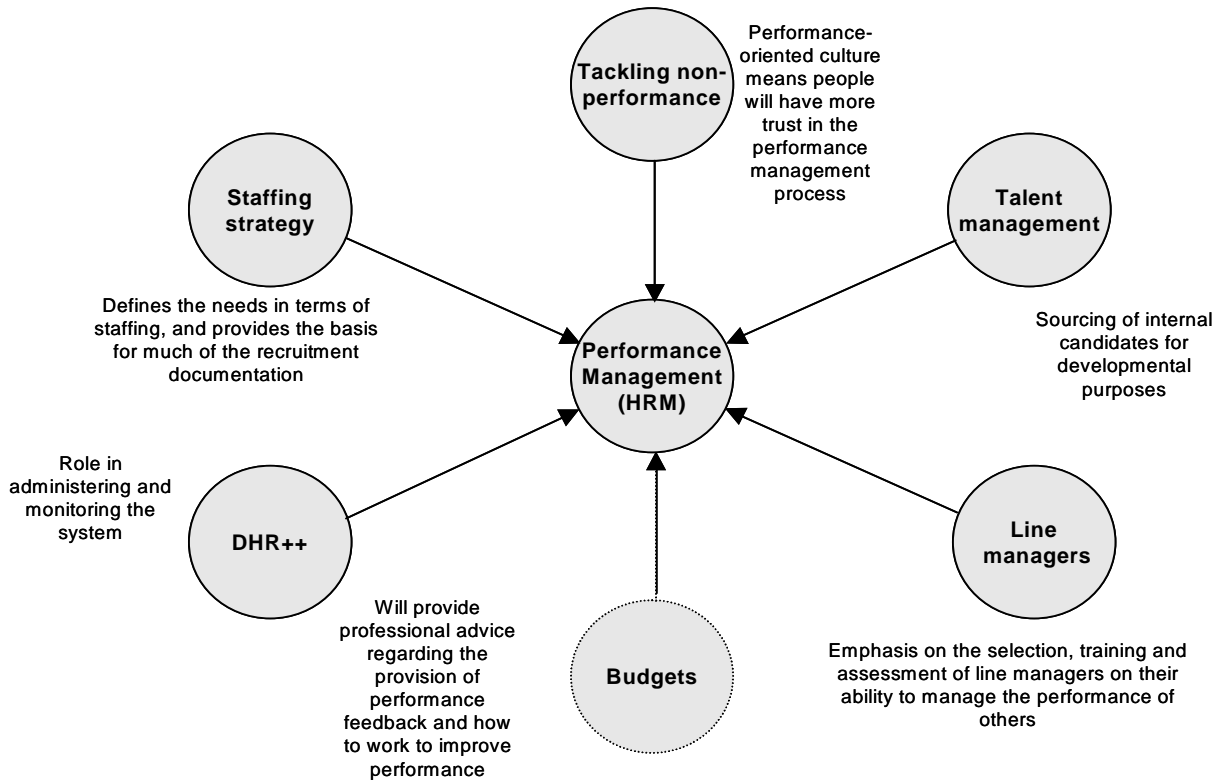 Tackling non-
performance
Performance-
oriented culture
means people
will have more
trust in the
performance
management
process
Staffing
strategy
Defines the needs in terms of
staffing, and provides the basis
for much of the recruitment
documentation
Talent
management
Sourcing of internal
candidates for
developmental
purposes
Performance
Management
(HRM)
Role in
administering and
monitoring the
system
DHR++
Will provide
professional advice
regarding the
provision of
performance
feedback and how
to work to improve
performance
Budgets
Line
managers
Emphasis on the selection, training and
assessment of line managers on their
ability to manage the performance of
others